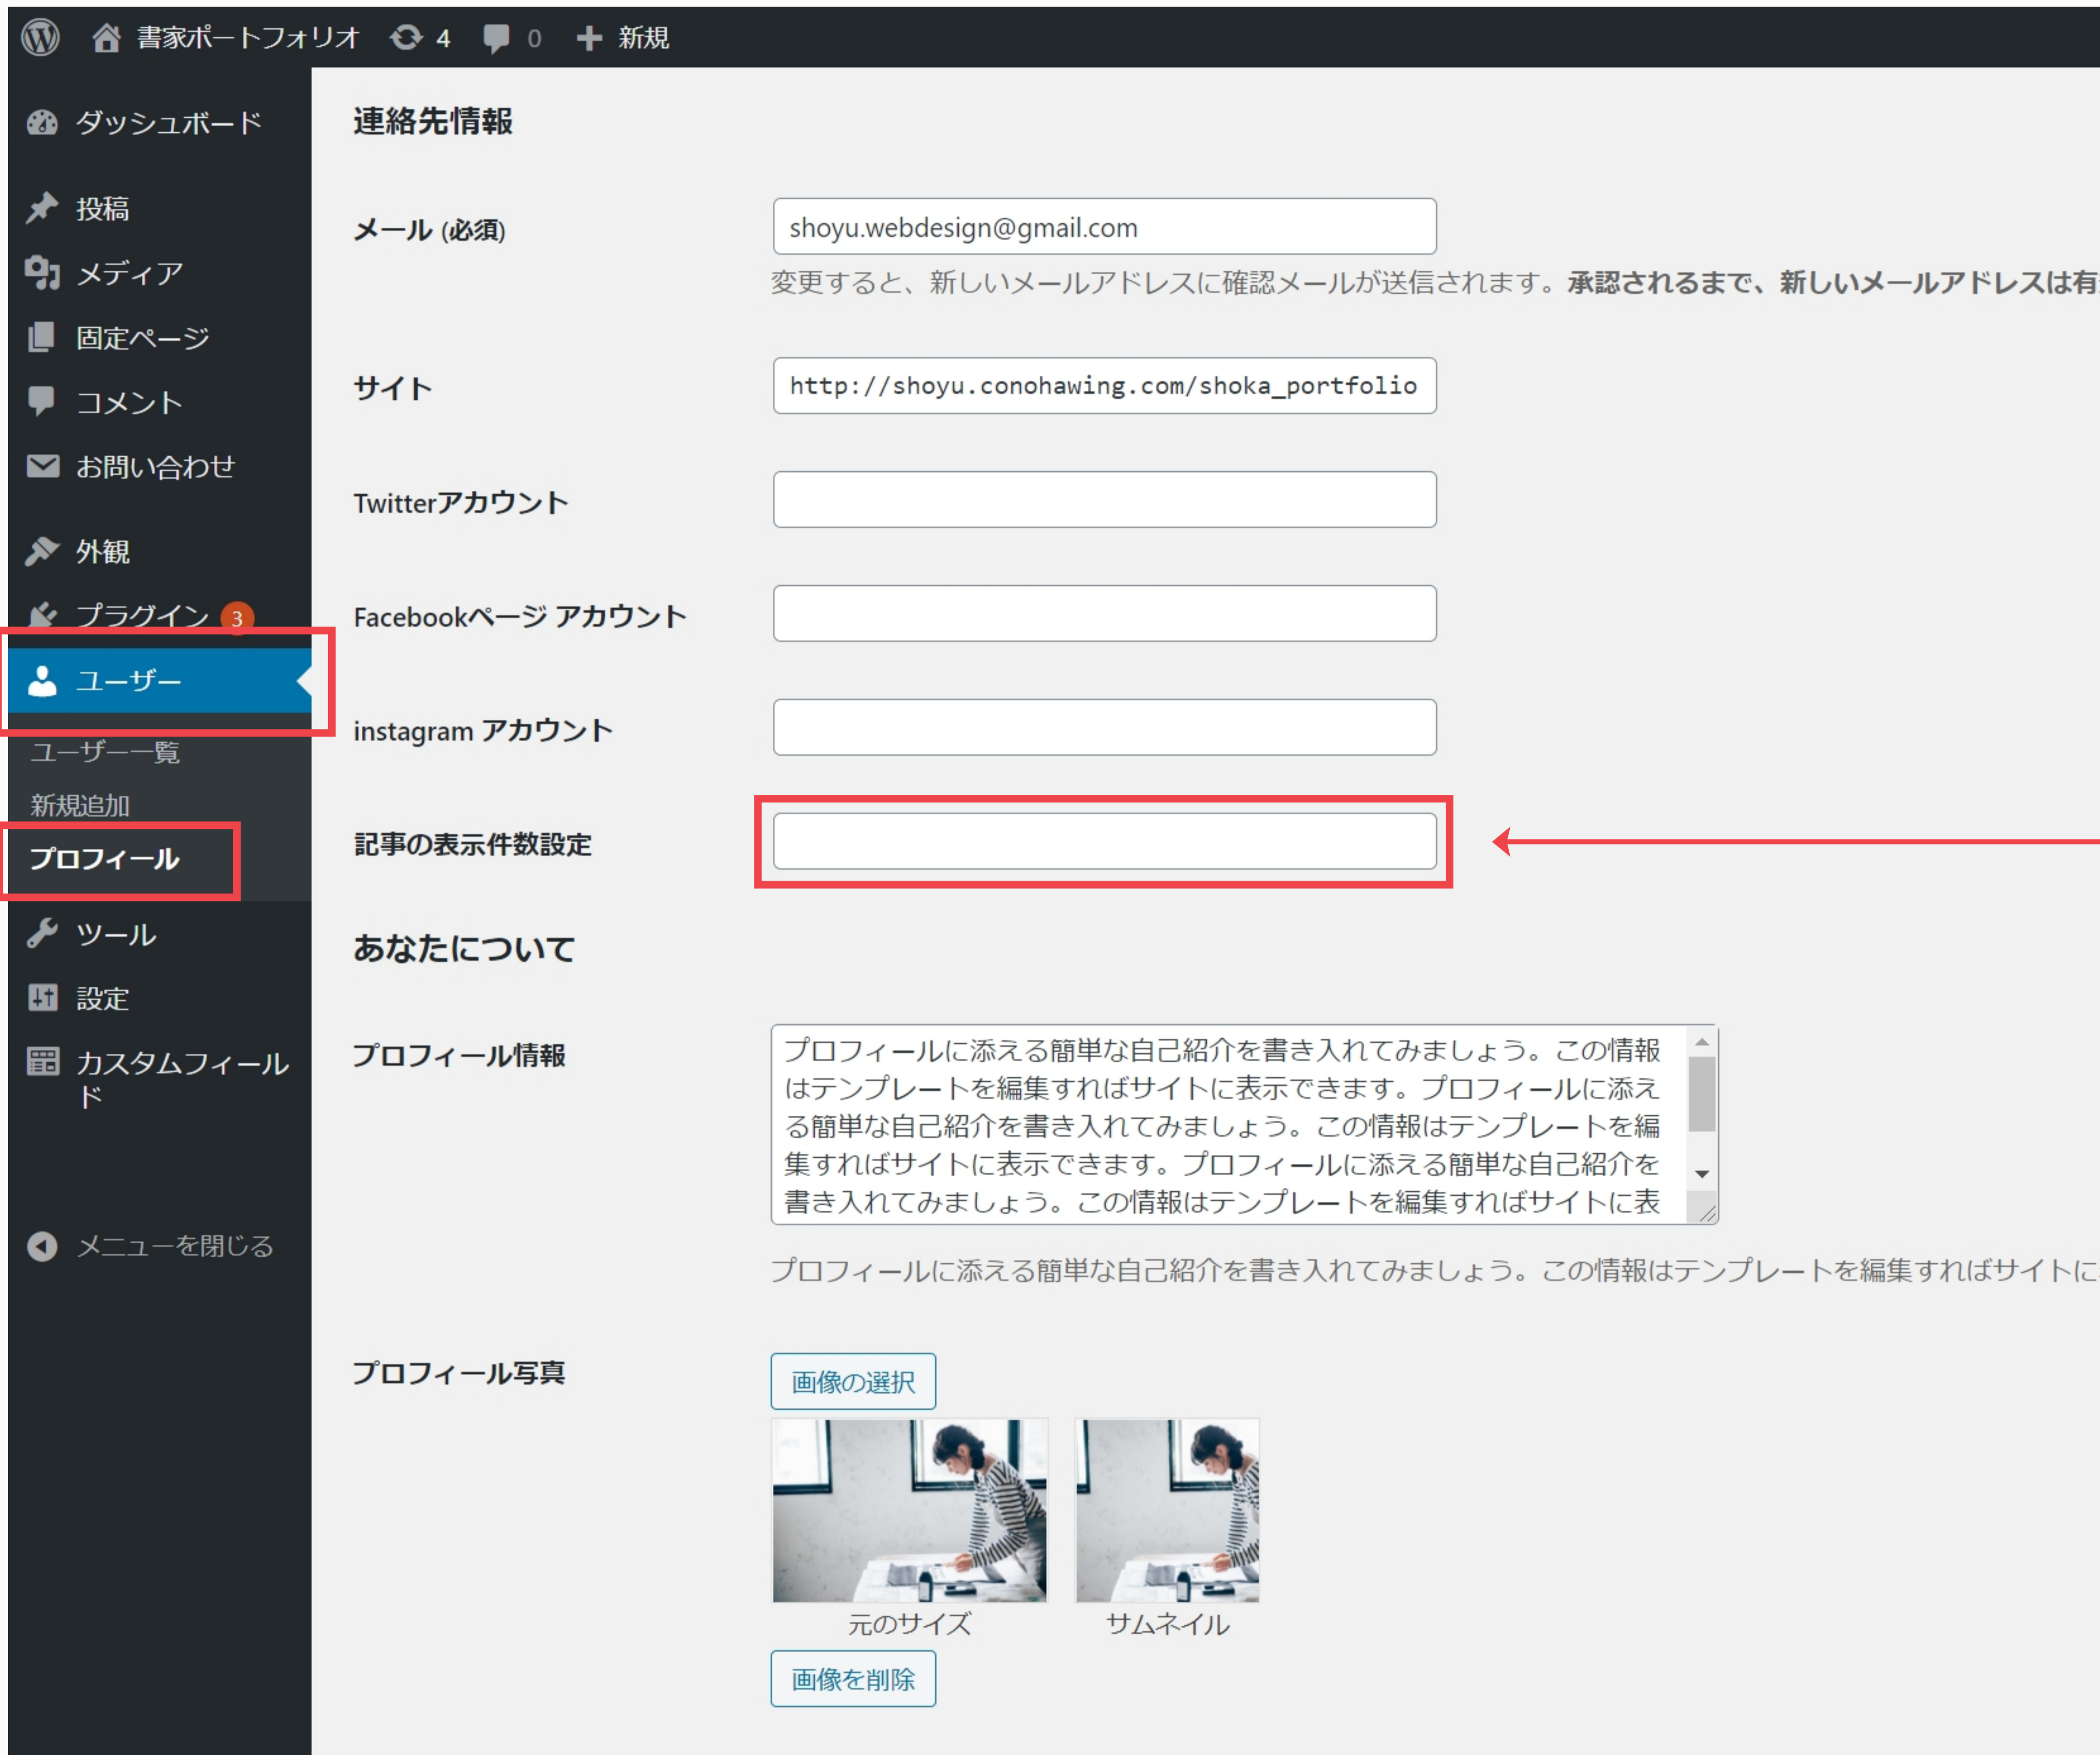 書家ポートフォリオ 4 0 新規
ダッシュボード
投稿
メディア
固定ページ
コメント
お問い合わせ
外観
プラグイン 3
ユーザー
ユーザー一覧
新規追加
プロフィール
ツール
設定
カスタムフィール
ド
メニューを閉じる
連絡先情報
メール (必須)
shoyu.webdesign@gmail.com
変更すると、新しいメールアドレスに確認メールが送信されます。承認されるまで、新しいメールアドレスは有
サイト
http://shoyu.conohawing.com/shoka_portfolio
Twitterアカウント
Facebookページ アカウント
instagram アカウント
記事の表示件数設定
あなたについて
プロフィール情報
プロフィールに添える簡単な自己紹介を書き入れてみましょう。この情報
はテンプレートを編集すればサイトに表示できます。プロフィールに添え
る簡単な自己紹介を書き入れてみましょう。この情報はテンプレートを編
集すればサイトに表示できます。プロフィールに添える簡単な自己紹介を
書き入れてみましょう。この情報はテンプレートを編集すればサイトに表
プロフィールに添える簡単な自己紹介を書き入れてみましょう。この情報はテンプレートを編集すればサイトに
プロフィール写真
画像の選択
元のサイズ
サムネイル
画像を削除